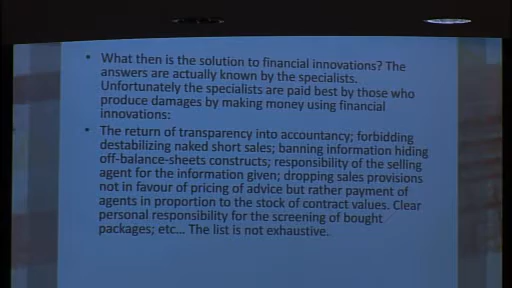 • What then is the solution to financial innovations? The
answers are actually known by the specialists.
Unfortunately the specialists are paid best by those who
produce damages by making money using financial
innovations:
• The return of transparency into accountancy; forbidding
destabilizing naked short sales; banning information hiding
off-balance-sheets constructs; responsibility of the selling
agent for the information given; dropping sales provisions
not in favour of pricing of advice but rather payment of
agents in proportion to the stock of contract values. Clear
personal responsibility for the screening of bought
packages; etc... The list is not exhaustive.